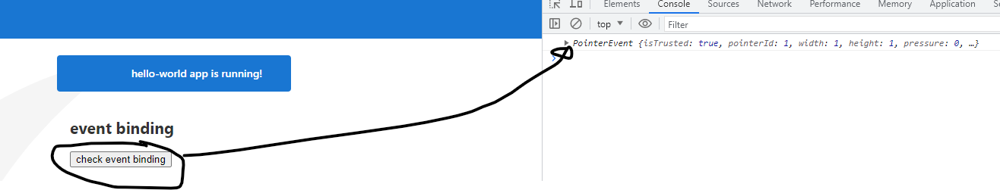 Elements Console Sources Network Performance Memory Application
top Filter
PointerEvent {isTrusted: true, pointerId: 1, width: 1, height: 1, pressure: 0, …}
hello-world app is running!
event binding
check event binding